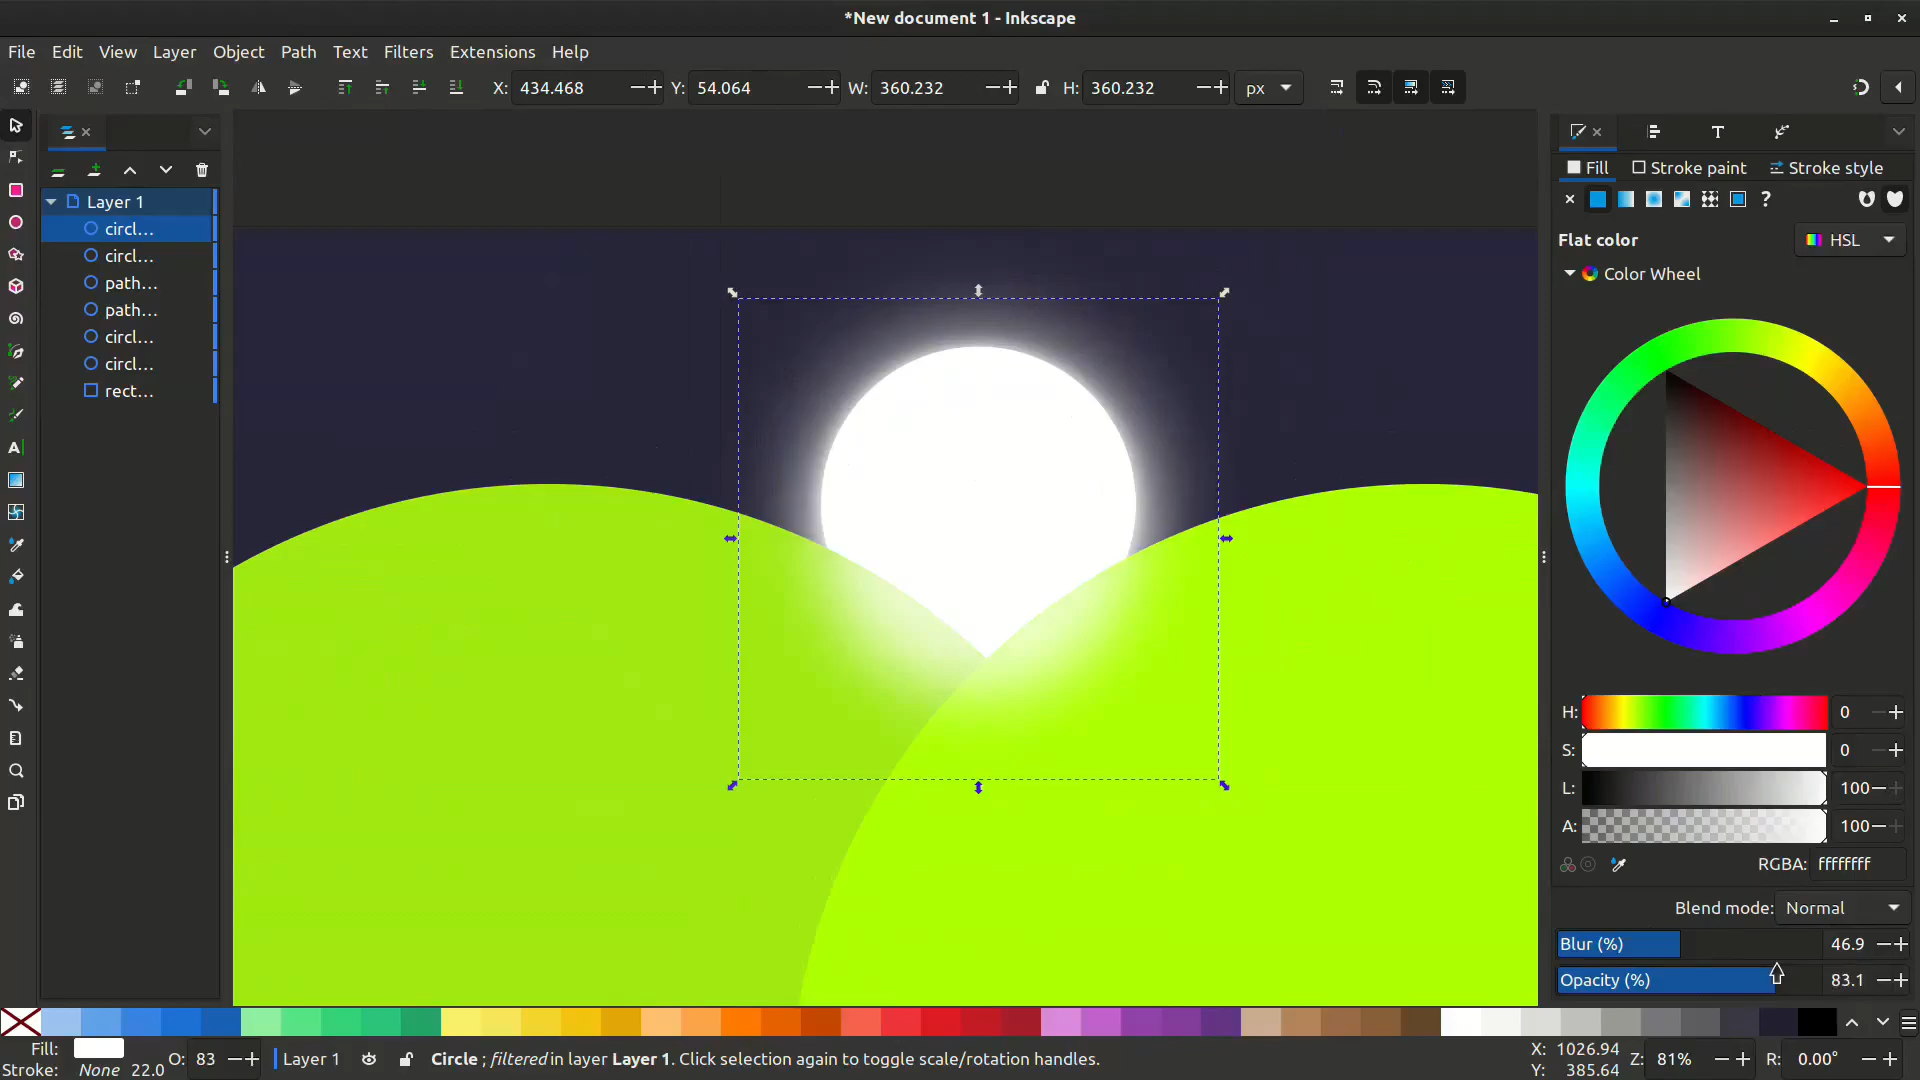 *New document 1 - Inkscape
File Edit View Layer Object Path Text Filters Extensions Help
X: 434.468 Y: 54.064 W: 360.232 H: 360.232 px
Layer 1
circl...
circl...
path...
path...
circl...
circl...
rect...
Fill Stroke paint Stroke style
Flat color HSL
Color Wheel
H: 0
S: 0
L: 100
A: 100
RGBA: ffffffff
Blend mode: Normal
Blur (%) 46.9
Opacity (%) 83.1
Fill: O: 83 Layer 1 Circle ; filtered in layer Layer 1. Click selection again to toggle scale/rotation handles. X: 1026.94 Z: 81% R: 0.00°
Stroke: None 22.0 Y: 385.64